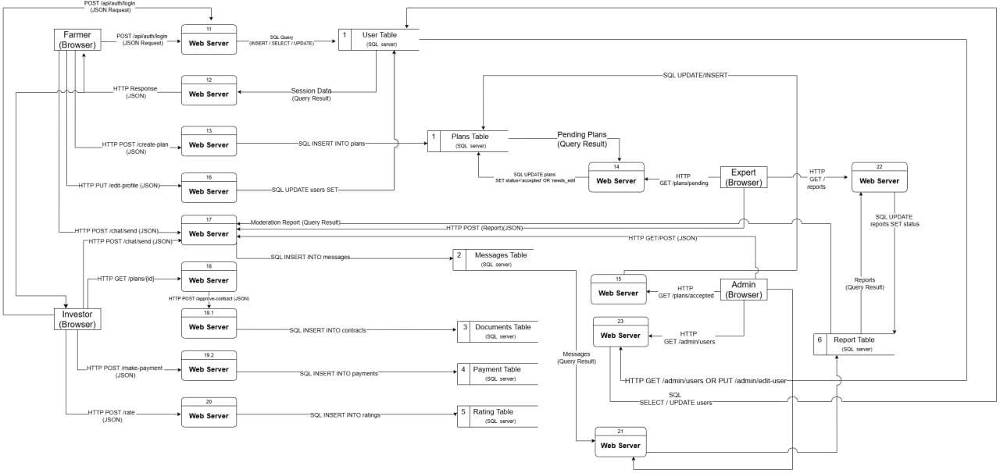 POST /api/auth/login
(JSON Request)
Farmer
(Browser)
POST /api/auth/login
(JSON Request)
11
Web Server
SQL Query
(INSERT / SELECT / UPDATE)
1
User Table
(SQL server)
HTTP Response
(JSON)
12
Web Server
Session Data
(Query Result)
SQL UPDATE/INSERT
HTTP POST /create-plan
(JSON)
13
Web Server
SQL INSERT INTO plans
1
Plans Table
(SQL server)
Pending Plans
(Query Result)
HTTP PUT /edit-profile (JSON)
16
Web Server
SQL UPDATE users SET
SQL UPDATE plans
SET status='accepted' OR 'needs_edit
14
Web Server
HTTP
GET /plans/pending
Expert
(Browser)
HTTP
GET /
reports
22
Web Server
HTTP POST /chat/send (JSON)
HTTP POST /chat/send (JSON)
17
Web Server
Moderation Report (Query Result)
HTTP POST (Report)(JSON)
HTTP GET/POST (JSON)
SQL UPDATE
reports SET status
SQL INSERT INTO messages
2
Messages Table
(SQL server)
HTTP GET /plans/{id}
18
Web Server
HTTP POST /approve-contract (JSON)
15
Web Server
HTTP
GET /plans/accepted
Admin
(Browser)
Reports
(Query Result)
Investor
(Browser)
19.1
Web Server
SQL INSERT INTO contracts
3
Documents Table
(SQL server)
23
Web Server
HTTP
GET /admin/users
6
Report Table
(SQL server)
HTTP POST /make-payment
(JSON)
19.2
Web Server
SQL INSERT INTO payments
4
Payment Table
(SQL server)
Messages
(Query Result)
HTTP GET /admin/users OR PUT /admin/edit-user
SQL
SELECT / UPDATE users
HTTP POST /rate
(JSON)
20
Web Server
SQL INSERT INTO ratings
5
Rating Table
(SQL server)
21
Web Server